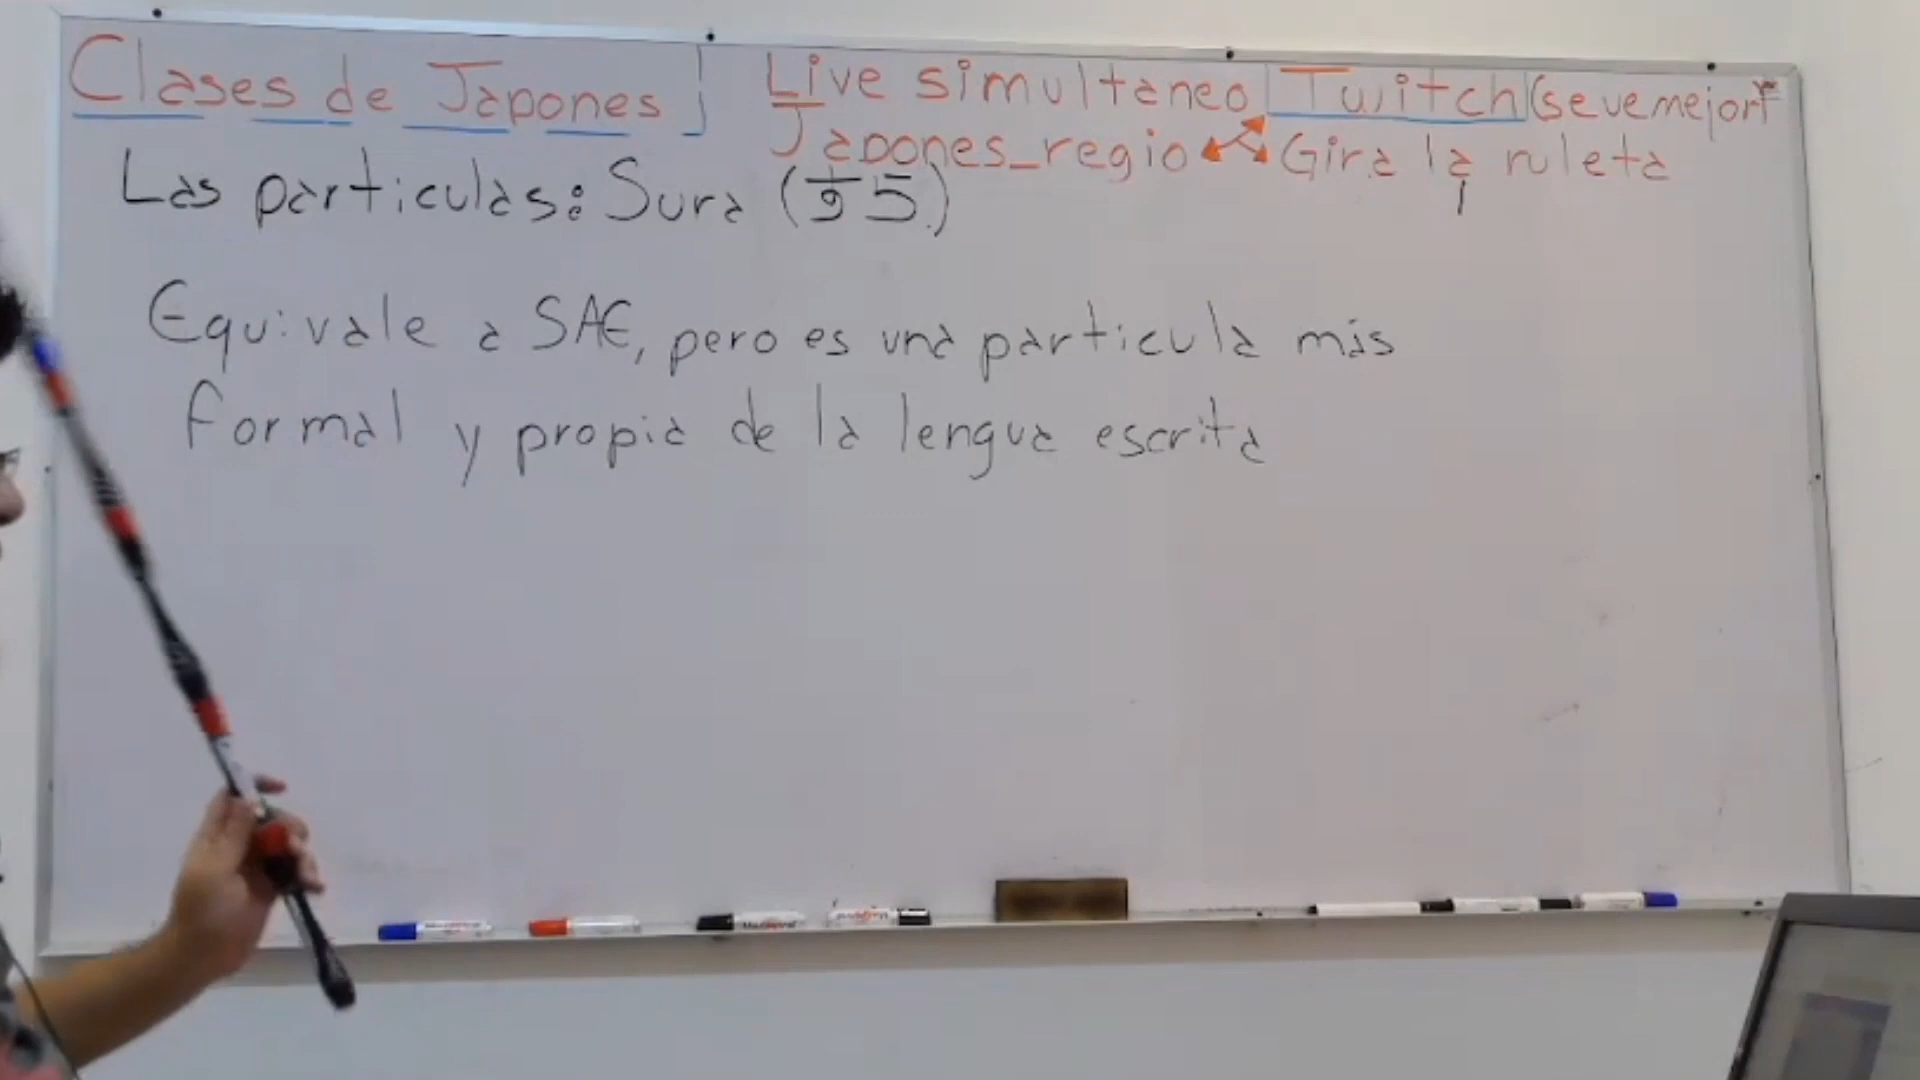 Clases de Japones
Live simultaneo Twitch (se ve mejor
Japones_regio Gira la ruleta
Las particulas: Sura (すら)
Equivale a SAE, pero es una particula más
formal y propia de la lengua escrita